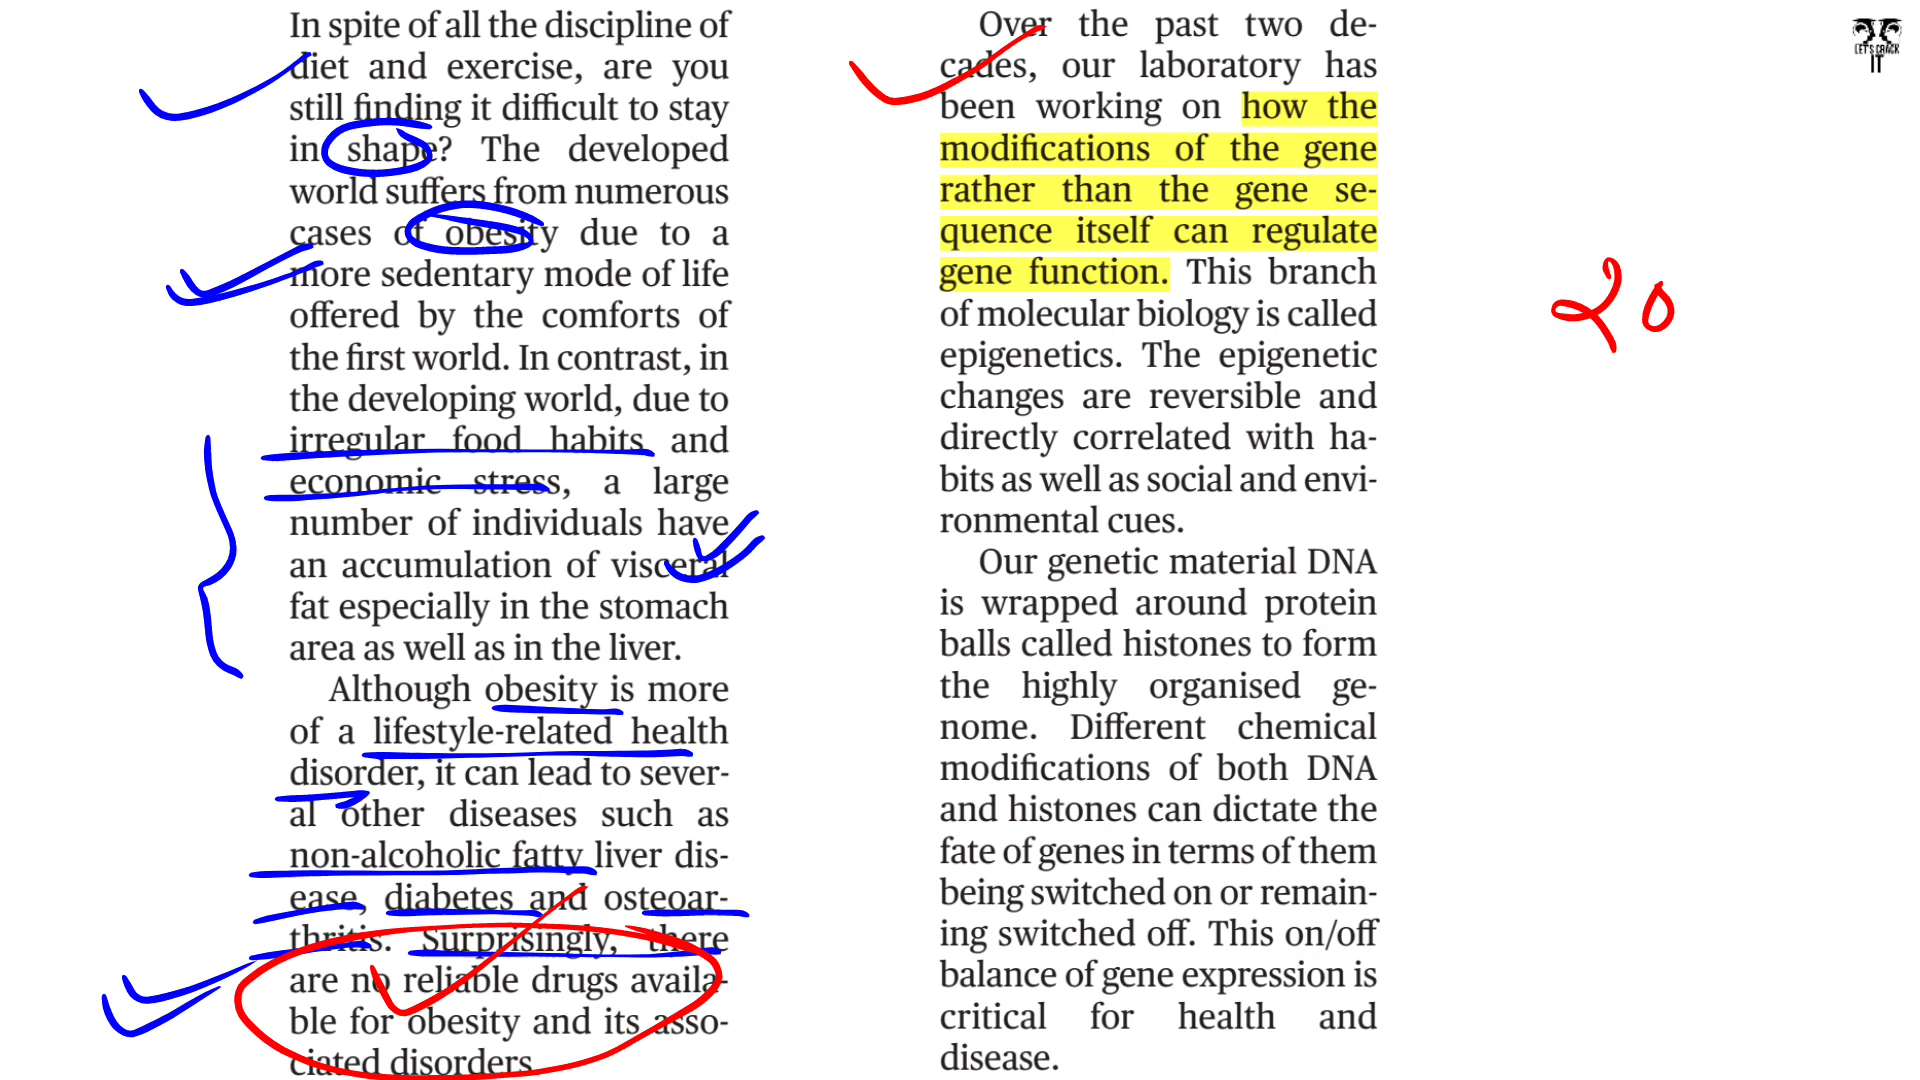 In spite of all the discipline of
diet and exercise, are you
still finding it difficult to stay
in shape? The developed
world suffers from numerous
cases of obesity due to a
more sedentary mode of life
offered by the comforts of
the first world. In contrast, in
the developing world, due to
irregular food habits and
economic stress, a large
number of individuals have
an accumulation of visceral
fat especially in the stomach
area as well as in the liver.
Although obesity is more
of a lifestyle-related health
disorder, it can lead to sever-
al other diseases such as
non-alcoholic fatty liver dis-
ease, diabetes and osteoar-
thritis. Surprisingly, there
are no reliable drugs availa-
ble for obesity and its asso-
ciated disorders.
Over the past two de-
cades, our laboratory has
been working on how the
modifications of the gene
rather than the gene se-
quence itself can regulate
gene function. This branch
of molecular biology is called
epigenetics. The epigenetic
changes are reversible and
directly correlated with ha-
bits as well as social and envi-
ronmental cues.
Our genetic material DNA
is wrapped around protein
balls called histones to form
the highly organised ge-
nome. Different chemical
modifications of both DNA
and histones can dictate the
fate of genes in terms of them
being switched on or remain-
ing switched off. This on/off
balance of gene expression is
critical for health and
disease.
20
LET'S CRACK
IT